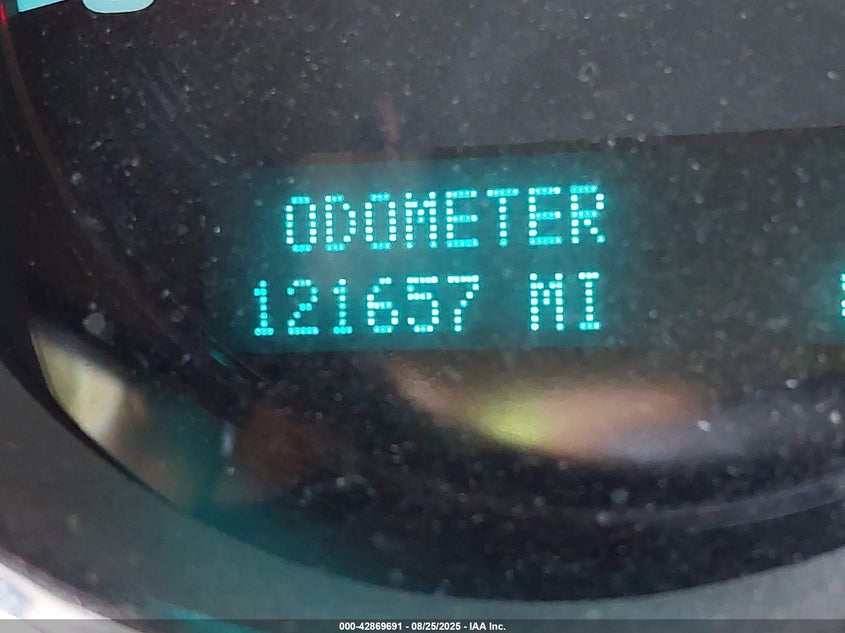 ODOMETER
121657 MI
000-42869691 - 08/25/2025 - IAA Inc.